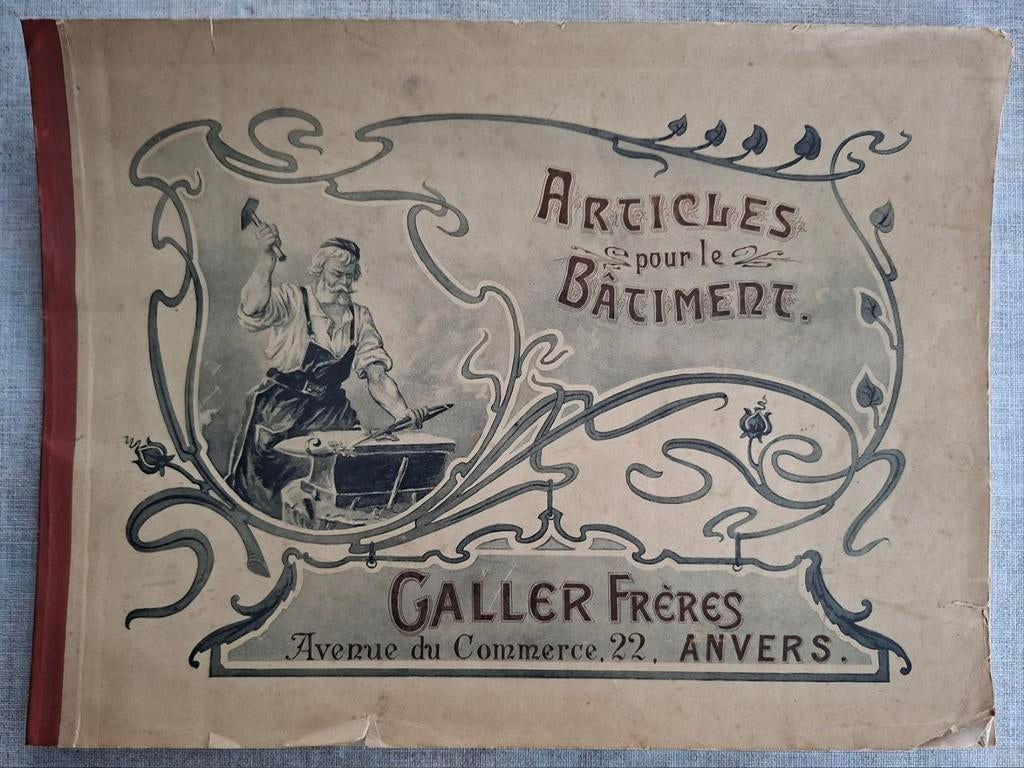 ARTICLES
pour le
BÂTIMENT.
GALLER FRÈRES
Avenue du Commerce, 22, ANVERS.